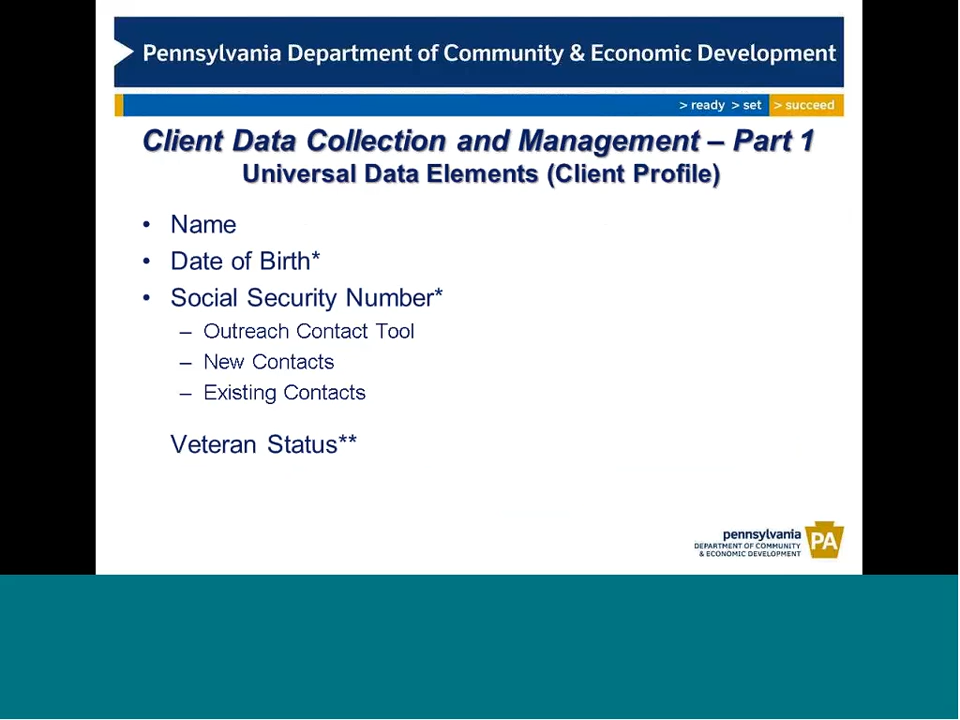 Pennsylvania Department of Community & Economic Development
> ready > set > succeed
Client Data Collection and Management – Part 1
Universal Data Elements (Client Profile)
• Name
• Date of Birth*
• Social Security Number*
– Outreach Contact Tool
– New Contacts
– Existing Contacts
Veteran Status**
pennsylvania
DEPARTMENT OF COMMUNITY
& ECONOMIC DEVELOPMENT
PA